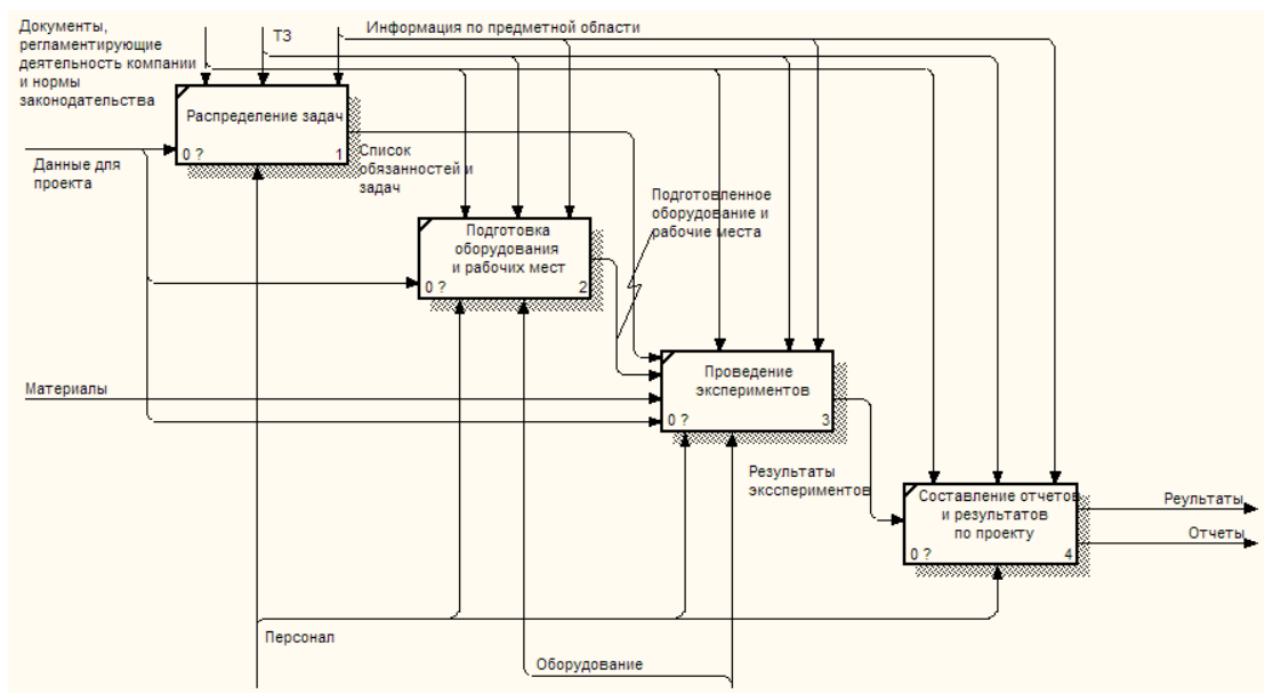 Документы,
регламентирующие
деятельность компании
и нормы
законодательства
ТЗ
Информация по предметной области
Распределение задач
0 ?
1
Данные для
проекта
Список
обязанностей и
задач
Подготовленное
оборудование и
рабочие места
Подготовка
оборудования
и рабочих мест
0 ?
2
Материалы
Проведение
экспериментов
0 ?
3
Результаты
эксспериментов
Составление отчетов
и результатов
по проекту
0 ?
4
Реультаты
Отчеты
Персонал
Оборудование